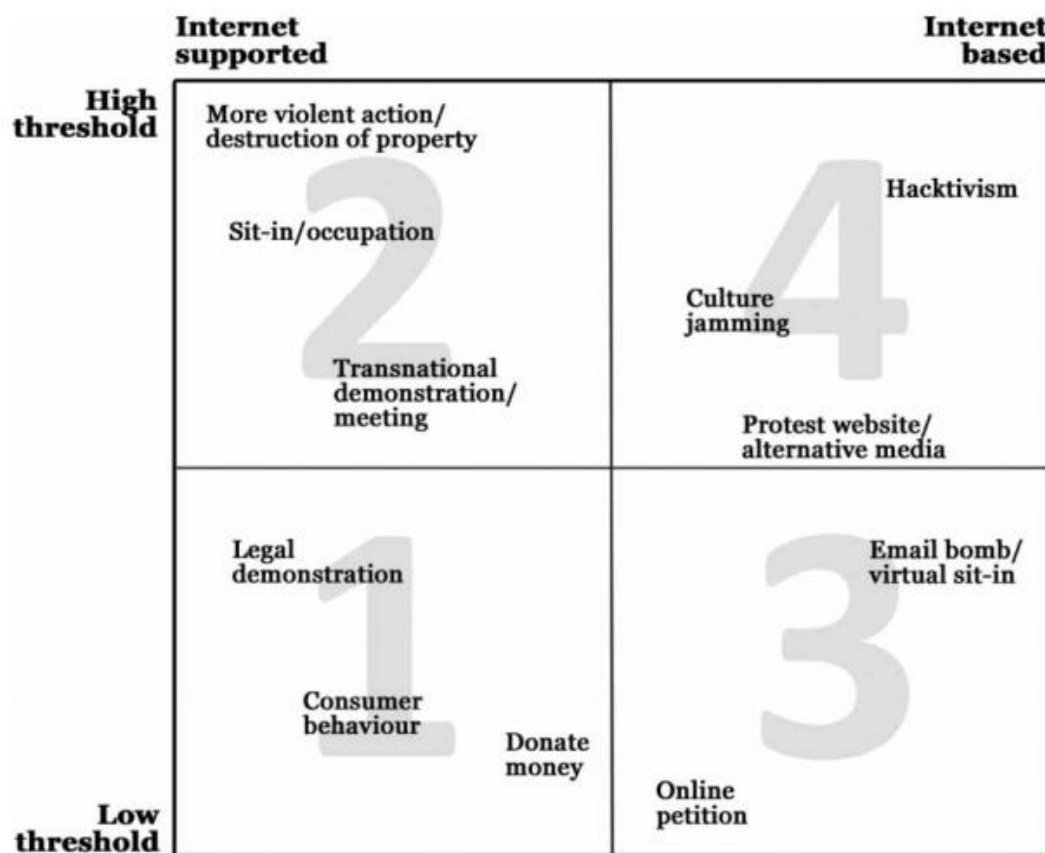 Internet
supported
Internet
based
High
threshold
More violent action/
destruction of property
2
Sit-in/occupation
Transnational
demonstration/
meeting
4
Hacktivism
Culture
jamming
Protest website/
alternative media
1
Legal
demonstration
Consumer
behaviour
Donate
money
3
Email bomb/
virtual sit-in
Online
petition
Low
threshold